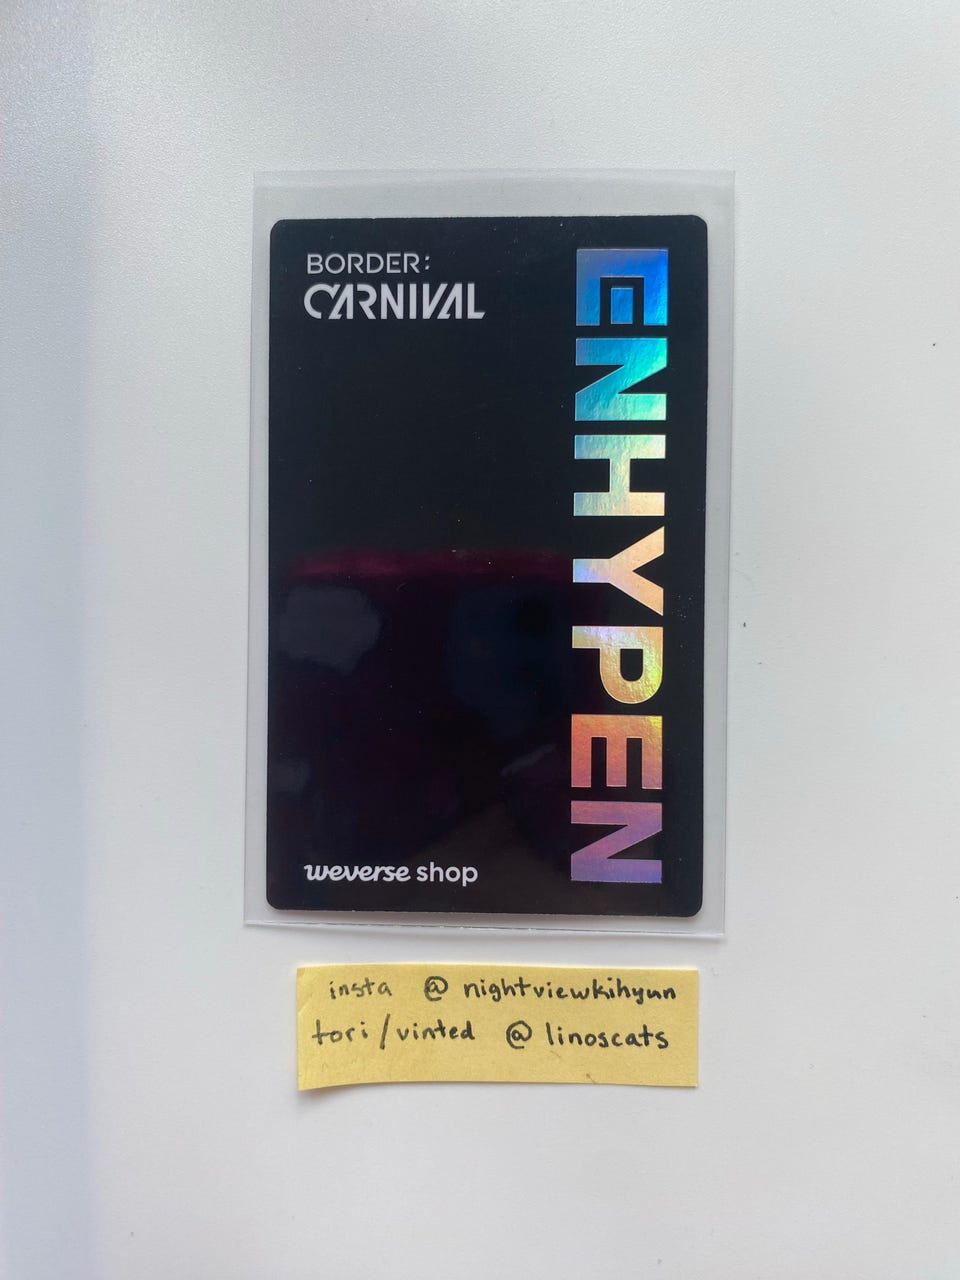 BORDER:
CARNIVAL
ENHYPEN
weverse shop
insta @ nightviewkihyun
tori/vinted @ linoscats